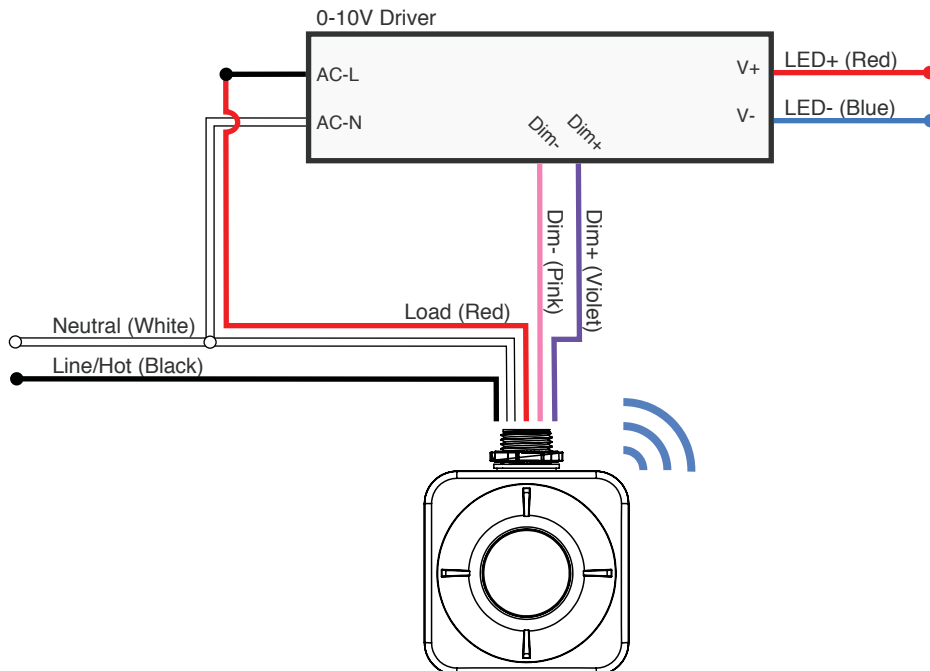 0-10V Driver
AC-L
AC-N
V+
V-
LED+ (Red)
LED- (Blue)
Dim-
Dim+
Dim- (Pink)
Dim+ (Violet)
Load (Red)
Neutral (White)
Line/Hot (Black)